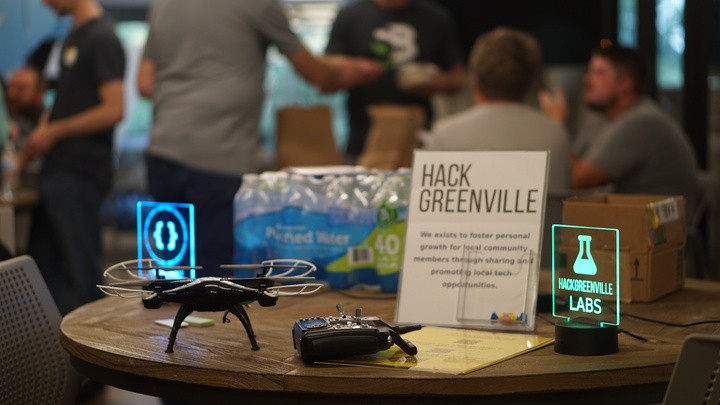 HACK
GREENVILLE
We exists to foster personal
growth for local community
members through sharing and
promoting local tech
opportunities.
{ }
Purified Water
40
HACKGREENVILLE
LABS